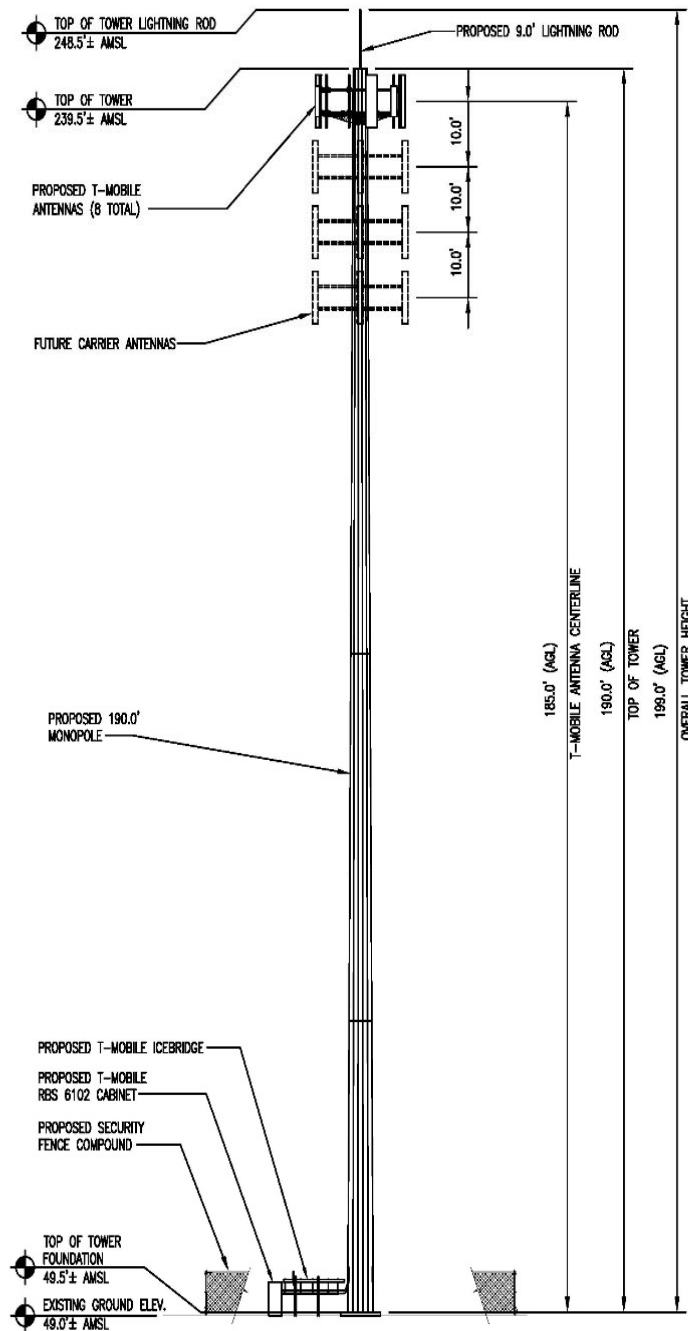 TOP OF TOWER LIGHTNING ROD
248.5'± AMSL
PROPOSED 9.0' LIGHTNING ROD
TOP OF TOWER
239.5'± AMSL
10.0'
PROPOSED T-MOBILE
ANTENNAS (8 TOTAL)
10.0'
10.0'
FUTURE CARRIER ANTENNAS
185.0' (AGL)
T-MOBILE ANTENNA CENTERLINE
190.0' (AGL)
TOP OF TOWER
199.0' (AGL)
OVERALL TOWER HEIGHT
PROPOSED 190.0'
MONOPOLE
PROPOSED T-MOBILE ICEBRIDGE
PROPOSED T-MOBILE
RBS 6102 CABINET
PROPOSED SECURITY
FENCE COMPOUND
TOP OF TOWER
FOUNDATION
49.5'± AMSL
EXISTING GROUND ELEV.
49.0'± AMSL